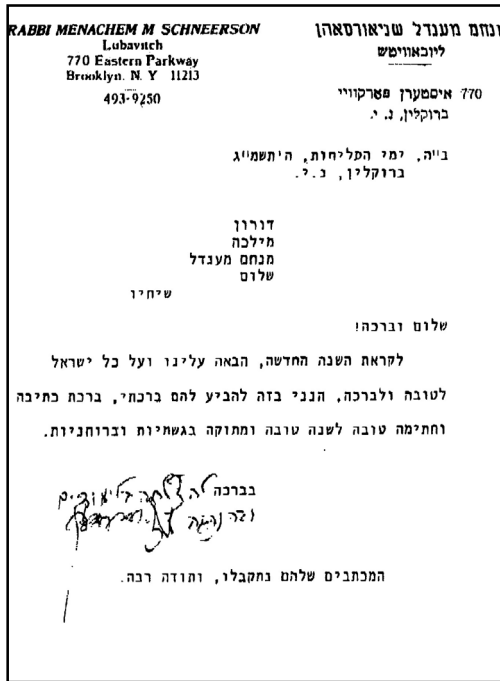 RABBI MENACHEM M SCHNEERSON
Lubavitch
770 Eastern Parkway
Brooklyn. N. Y 11213
493-9250
מנחם מענדל שניאורסאהן
ליובאוויטש
770 איסטערן פארקוויי
ברוקלין, נ. י.
ב"ה, ימי הסליחות, ה'תשמ"ג
ברוקלין, נ.י.
דורון
מילכה
מנחם מענדל
שלום
שיחיו
שלום וברכה!
לקראת השנה החדשה, הבאה עלינו ועל כל ישראל
לטובה ולברכה, הנני בזה להביע להם ברכתי, ברכת כתיבה
וחתימה טובה לשנה טובה ומתוקה בגשמיות וברוחניות.
בברכה
המכתבים שלהם נתקבלו, ותודה רבה.